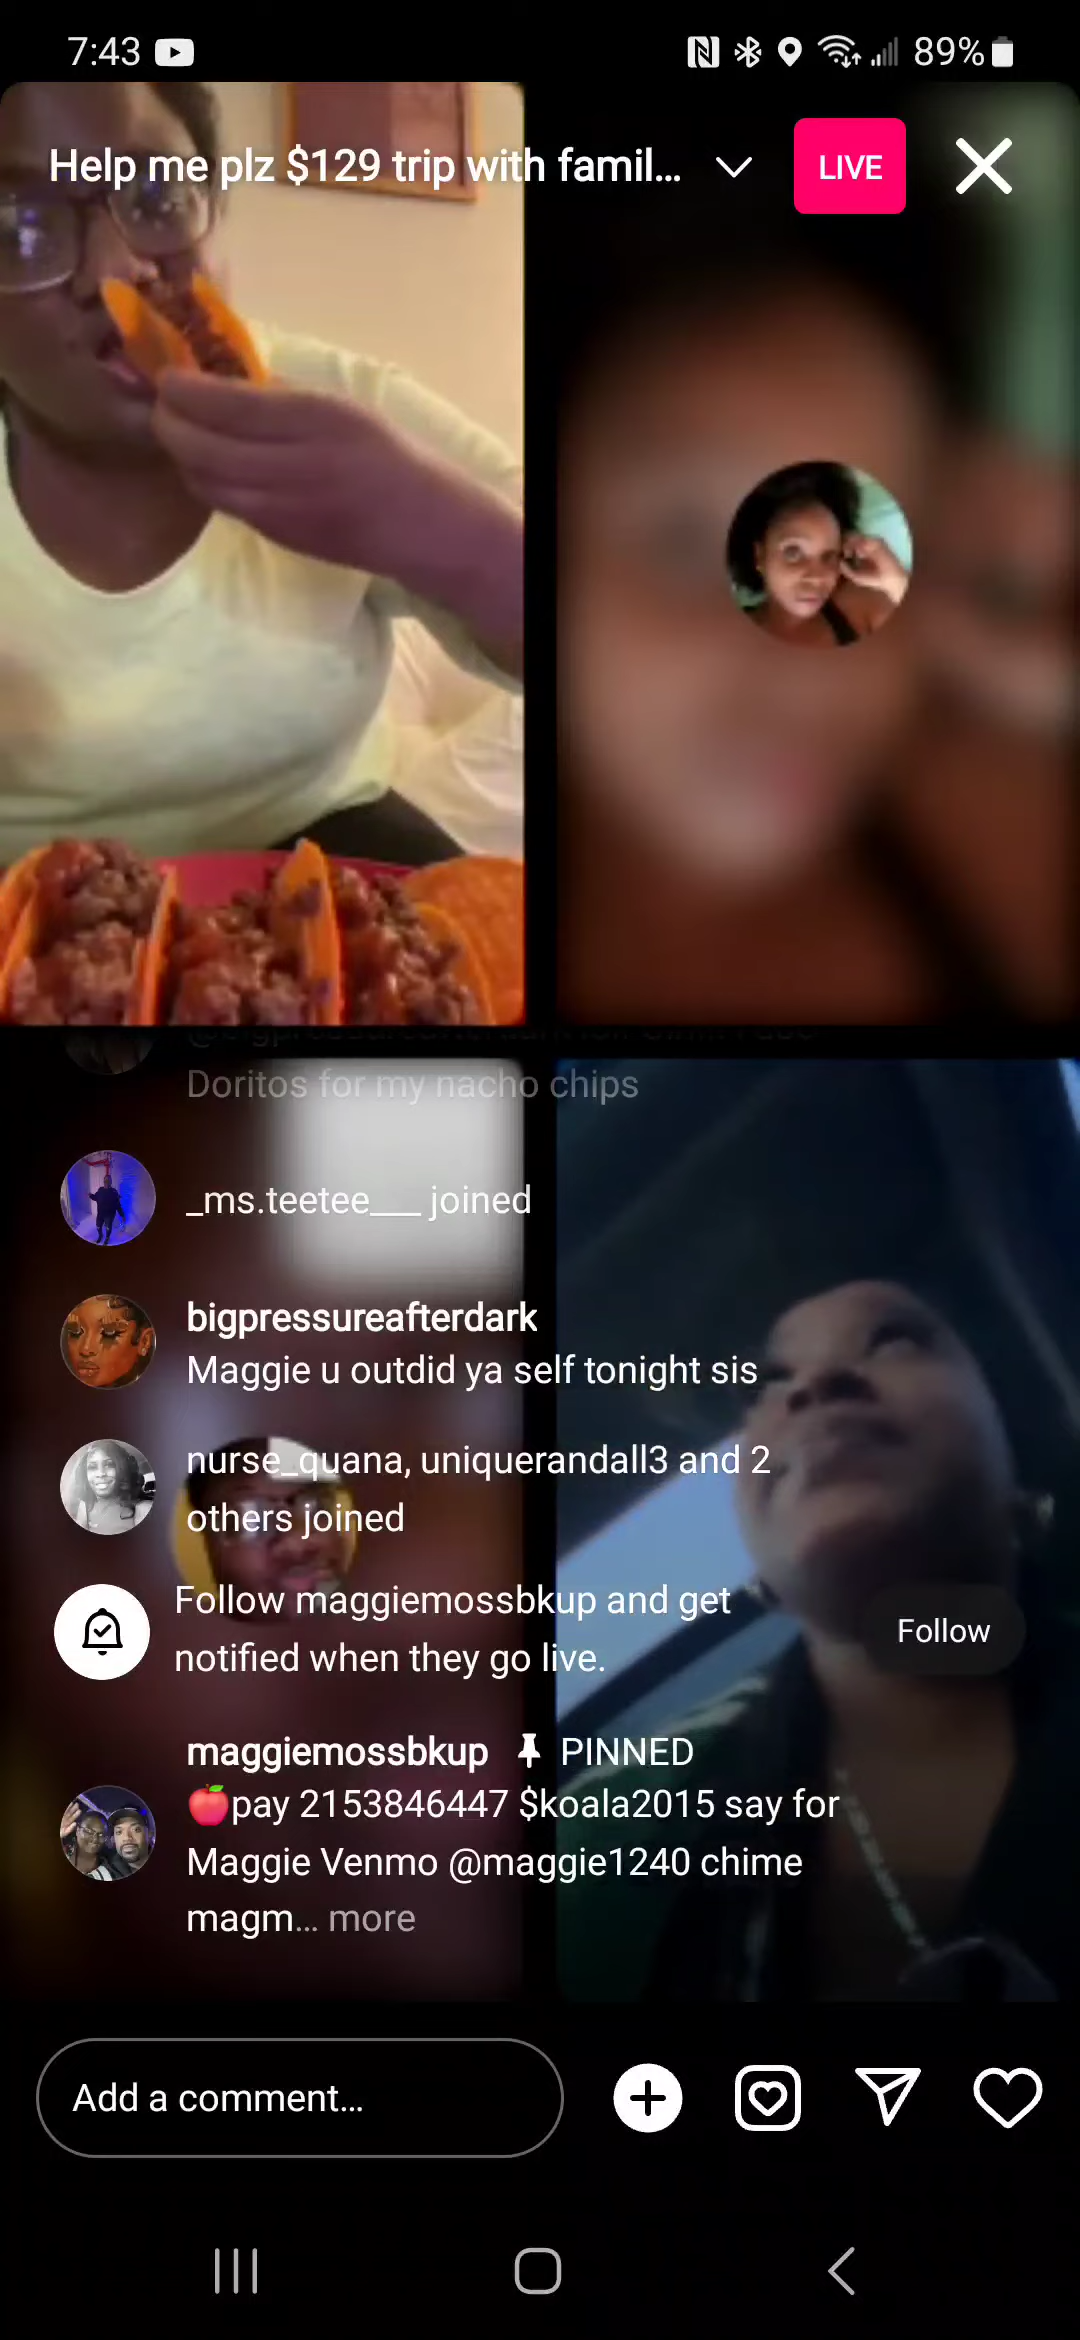 7:43
89%
Help me plz $129 trip with famil...
LIVE
Doritos for my nacho chips
_ms.teetee___ joined
bigpressureafterdark
Maggie u outdid ya self tonight sis
nurse_quana, uniquerandall3 and 2
others joined
Follow maggiemossbkup and get
notified when they go live.
Follow
maggiemossbkup PINNED
🍎pay 2153846447 $koala2015 say for
Maggie Venmo @maggie1240 chime
magm... more
Add a comment...